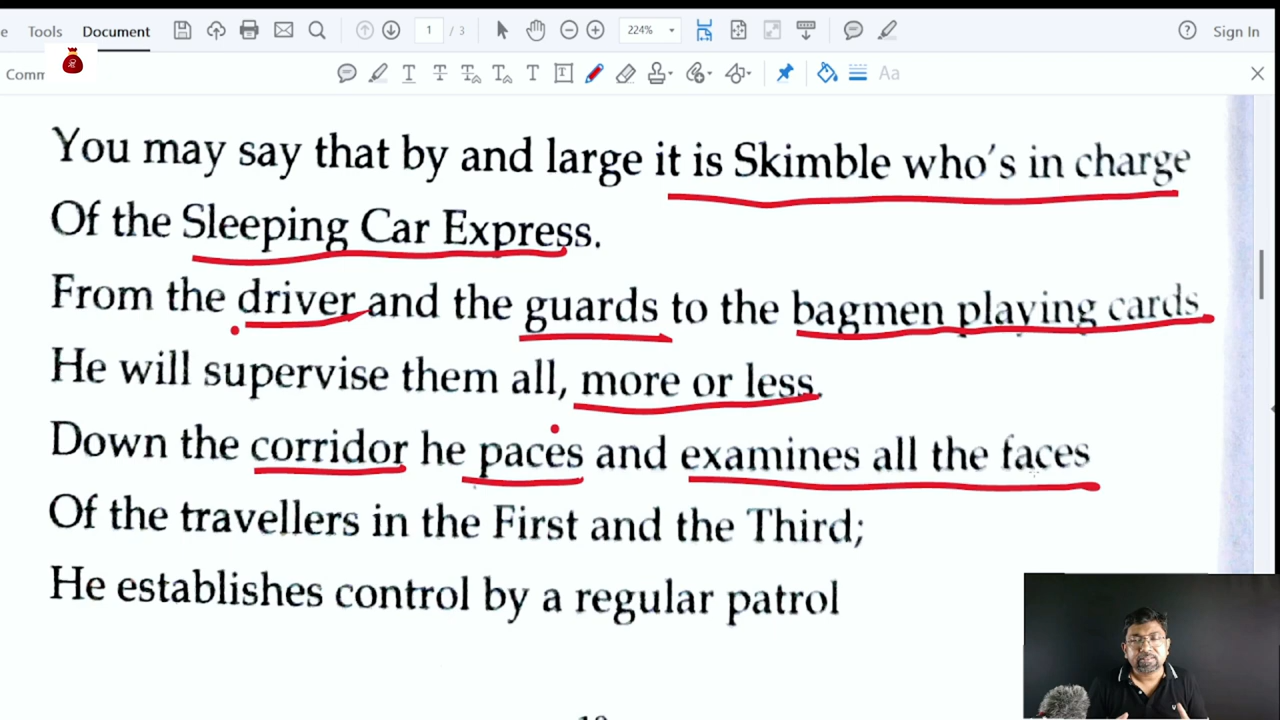 Tools Document 1 / 3 224% Sign In
Comm Aa
You may say that by and large it is Skimble who's in charge
Of the Sleeping Car Express.
From the driver and the guards to the bagmen playing cards
He will supervise them all, more or less.
Down the corridor he paces and examines all the faces
Of the travellers in the First and the Third;
He establishes control by a regular patrol